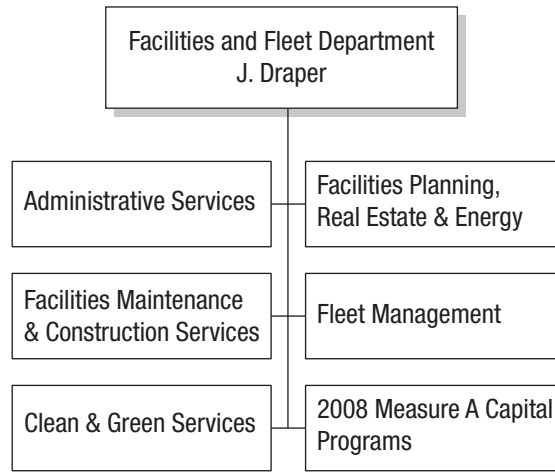 Facilities and Fleet Department
J. Draper
Administrative Services
Facilities Planning,
Real Estate & Energy
Facilities Maintenance
& Construction Services
Fleet Management
Clean & Green Services
2008 Measure A Capital
Programs